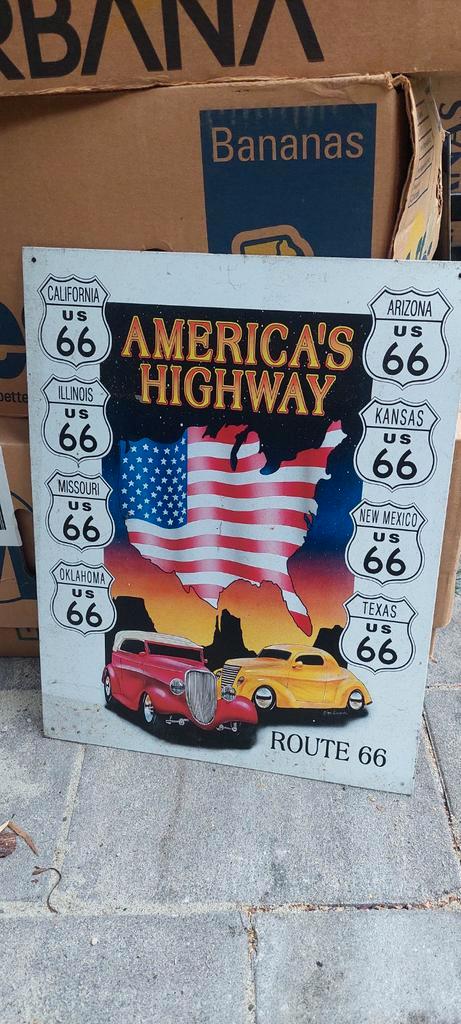 RBANA
Bananas
AMERICA'S
HIGHWAY
CALIFORNIA
US
66
ILLINOIS
US
66
MISSOURI
US
66
OKLAHOMA
US
66
ARIZONA
US
66
KANSAS
US
66
NEW MEXICO
US
66
TEXAS
US
66
ROUTE 66